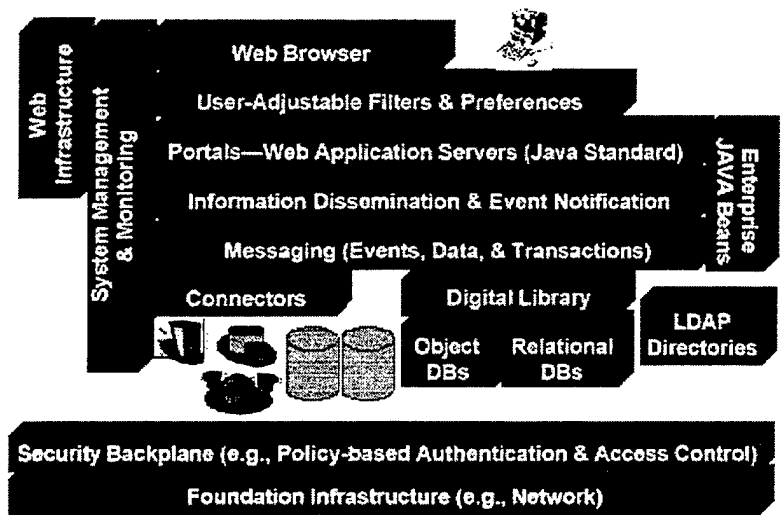 Web Browser
User-Adjustable Filters & Preferences
Web
Infrastructure
System Management
& Monitoring
Portals—Web Application Servers (Java Standard)
Information Dissemination & Event Notification
Messaging (Events, Data, & Transactions)
Enterprise
JAVA Beans
Connectors
Digital Library
Object
DBs
Relational
DBs
LDAP
Directories
Security Backplane (e.g., Policy-based Authentication & Access Control)
Foundation Infrastructure (e.g., Network)